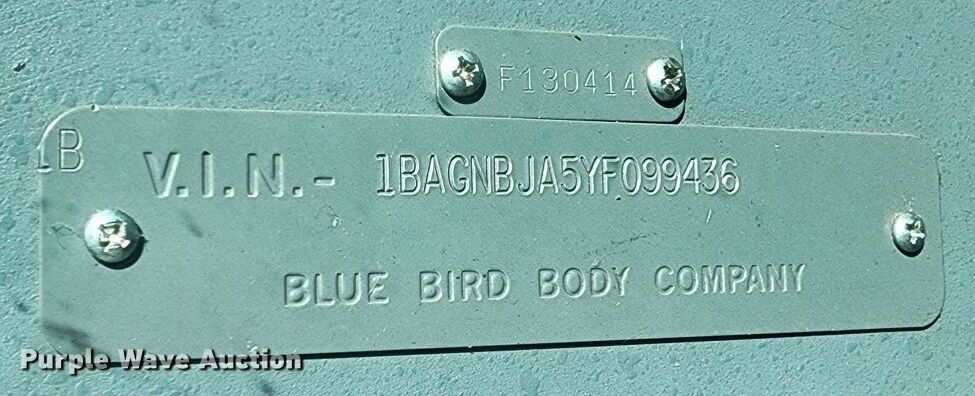 F130414
1B
V.I.N.- 1BAGNBJA5YF099436
BLUE BIRD BODY COMPANY
Purple Wave Auction